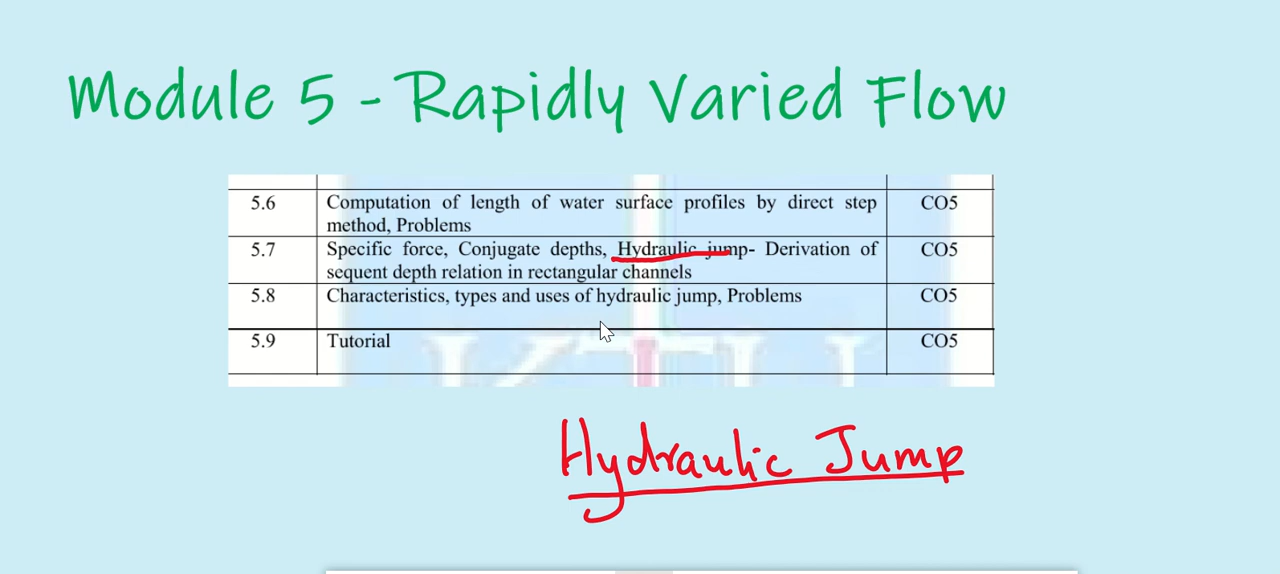 Module 5 - Rapidly Varied Flow
5.6 Computation of length of water surface profiles by direct step CO5
method, Problems
5.7 Specific force, Conjugate depths, Hydraulic jump- Derivation of CO5
sequent depth relation in rectangular channels
5.8 Characteristics, types and uses of hydraulic jump, Problems CO5
5.9 Tutorial CO5
KTU
Hydraulic Jump